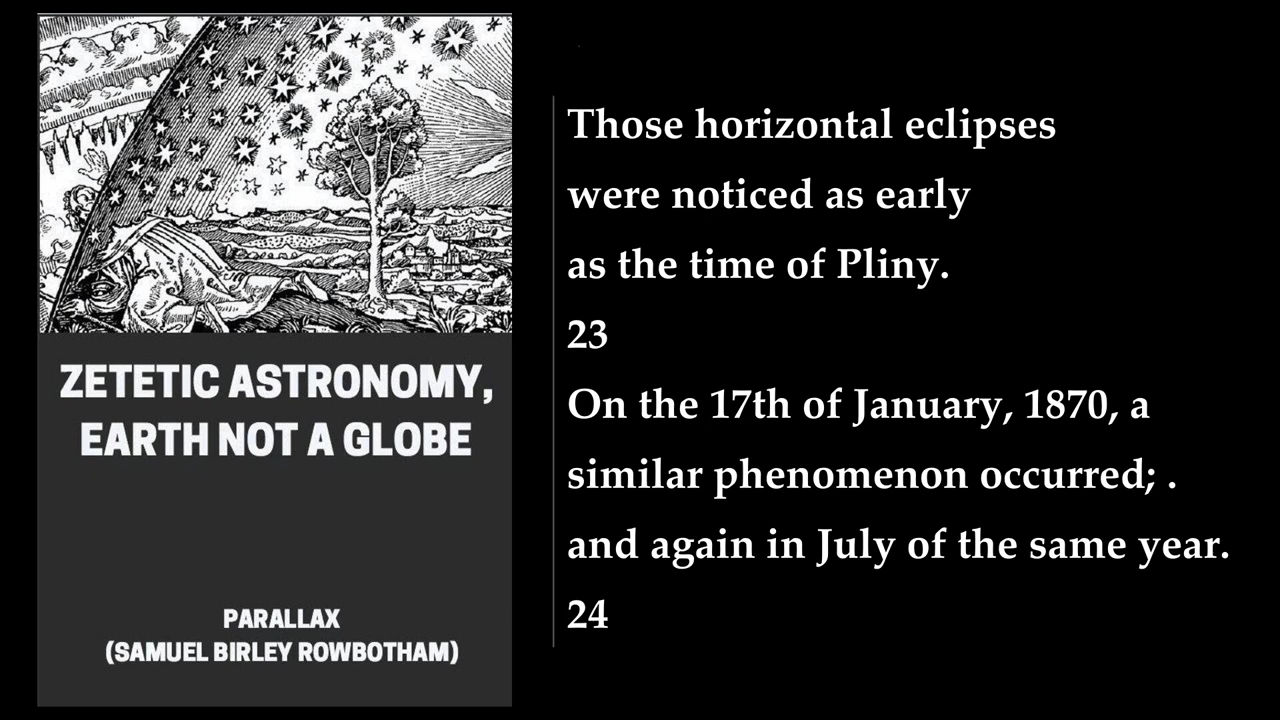 ZETETIC ASTRONOMY,
EARTH NOT A GLOBE
PARALLAX
(SAMUEL BIRLEY ROWBOTHAM)
Those horizontal eclipses
were noticed as early
as the time of Pliny.
23
On the 17th of January, 1870, a
similar phenomenon occurred; .
and again in July of the same year.
24